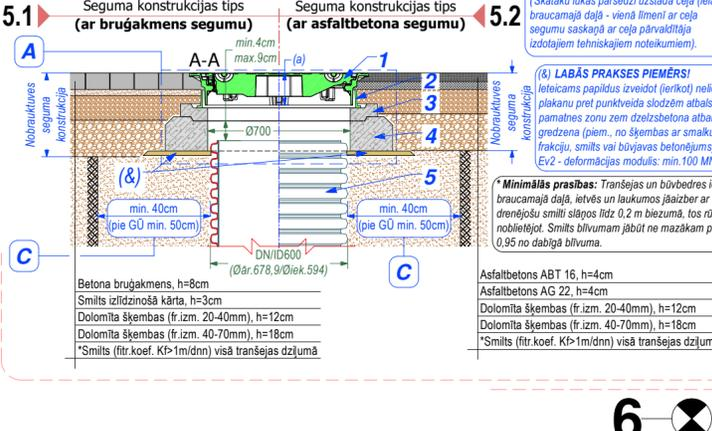 5.1
Seguma konstrukcijas tips
(ar bruģakmens segumu)
Seguma konstrukcijas tips
(ar asfaltbetona segumu)
5.2
Skataku lūkas pārsedzi uzstāda ceļa
braucamajā daļā - vienā līmenī ar ceļa
segumu saskaņā ar ceļa pārvaldītāja
izdotajiem tehniskajiem noteikumiem).
A
A-A
min.4cm
max.9cm
(a)
1
2
3
4
5
Ø700
Nobrauktuves
seguma
konstrukcija
Nobrauktuves
seguma
konstrukcija
(&)
min. 40cm
(pie GŪ min. 50cm)
min. 40cm
(pie GŪ min. 50cm)
C
C
DN/ID600
(Øār.678,9/Øiek.594)
(&) LABĀS PRAKSES PIEMĒRS!
Ieteicams papildus izveidot (ierīkot)
plakanu pret punktveida slodzēm
pamatnes zonu zem dzelzsbetona
gredzena (piem., no šķembas ar
frakciju, smilts vai būvjavas
Ev2 - deformācijas modulis: min.100
* Minimālās prasības: Tranšejas un būvbedres
braucamajā daļā, ietvēs un laukumos jāaizber ar
drenējošu smilti slāņos līdz 0,2 m biezumā, tos
noblietējot. Smilts blīvumam jābūt ne mazākam
0,95 no dabīgā blīvuma.
Betona bruģakmens, h=8cm
Smilts izlīdzinošā kārta, h=3cm
Dolomīta šķembas (fr.izm. 20-40mm), h=12cm
Dolomīta šķembas (fr.izm. 40-70mm), h=18cm
*Smilts (fitr.koef. Kf>1m/dnn) visā tranšejas dziļumā
Asfaltbetons ABT 16, h=4cm
Asfaltbetons AG 22, h=4cm
Dolomīta šķembas (fr.izm. 20-40mm), h=12cm
Dolomīta šķembas (fr.izm. 40-70mm), h=18cm
*Smilts (fitr.koef. Kf>1m/dnn) visā tranšejas
6